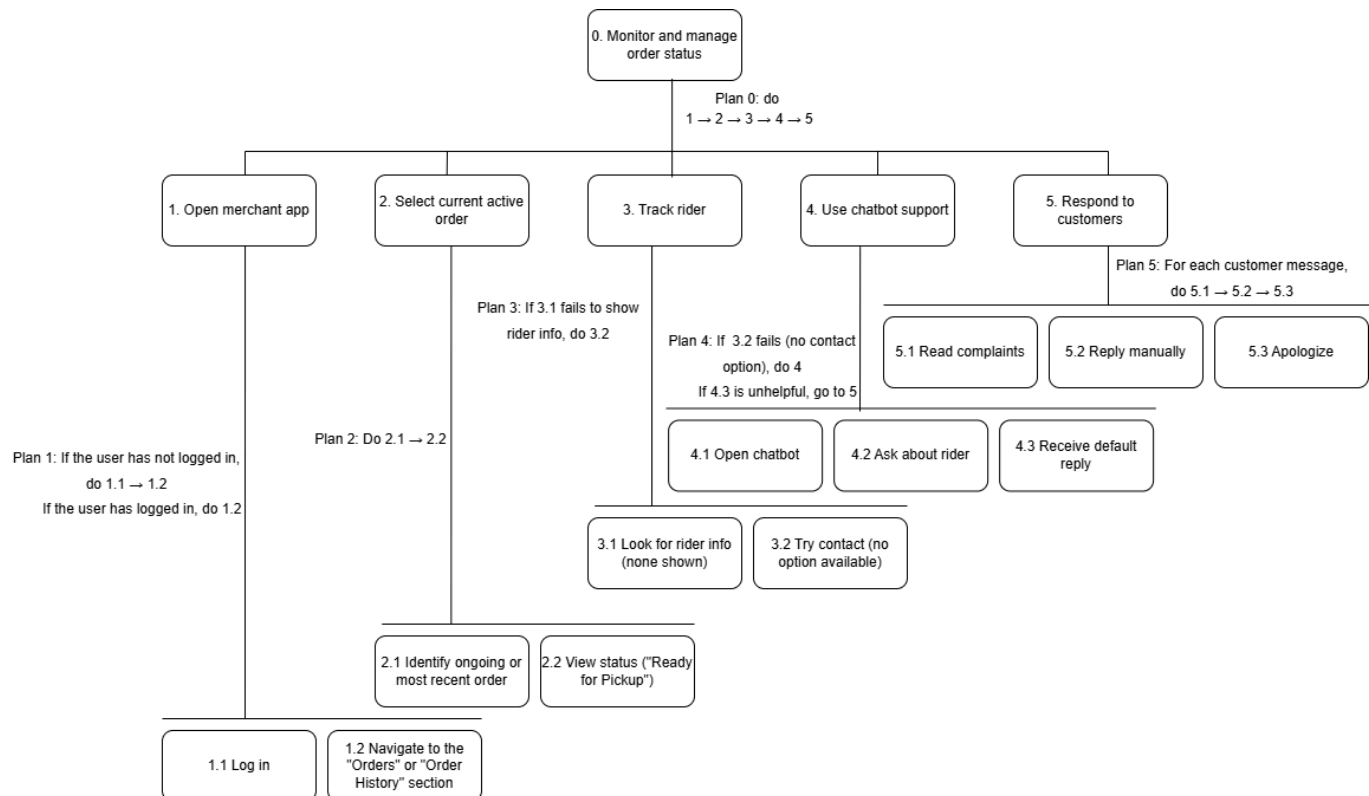 0. Monitor and manage
order status
Plan 0: do
1 → 2 → 3 → 4 → 5
1. Open merchant app
2. Select current active
order
3. Track rider
4. Use chatbot support
5. Respond to
customers
Plan 5: For each customer message,
do 5.1 → 5.2 → 5.3
Plan 3: If 3.1 fails to show
rider info, do 3.2
Plan 4: If  3.2 fails (no contact
option), do 4
If 4.3 is unhelpful, go to 5
5.1 Read complaints
5.2 Reply manually
5.3 Apologize
Plan 2: Do 2.1 → 2.2
4.1 Open chatbot
4.2 Ask about rider
4.3 Receive default
reply
Plan 1: If the user has not logged in,
do 1.1 → 1.2
If the user has logged in, do 1.2
3.1 Look for rider info
(none shown)
3.2 Try contact (no
option available)
2.1 Identify ongoing or
most recent order
2.2 View status ("Ready
for Pickup")
1.1 Log in
1.2 Navigate to the
"Orders" or "Order
History" section